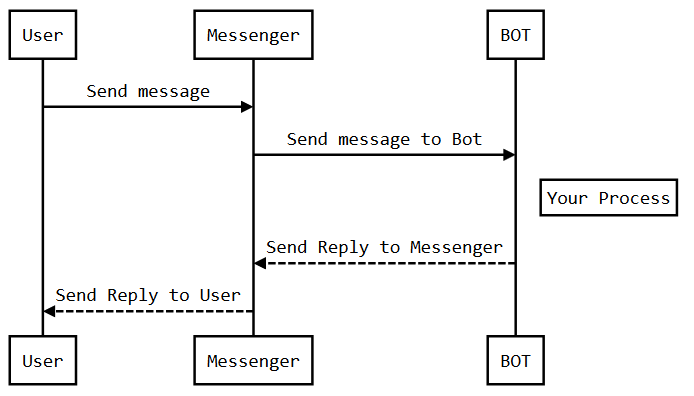 User
Messenger
BOT
Send message
Send message to Bot
Your Process
Send Reply to Messenger
Send Reply to User
User
Messenger
BOT